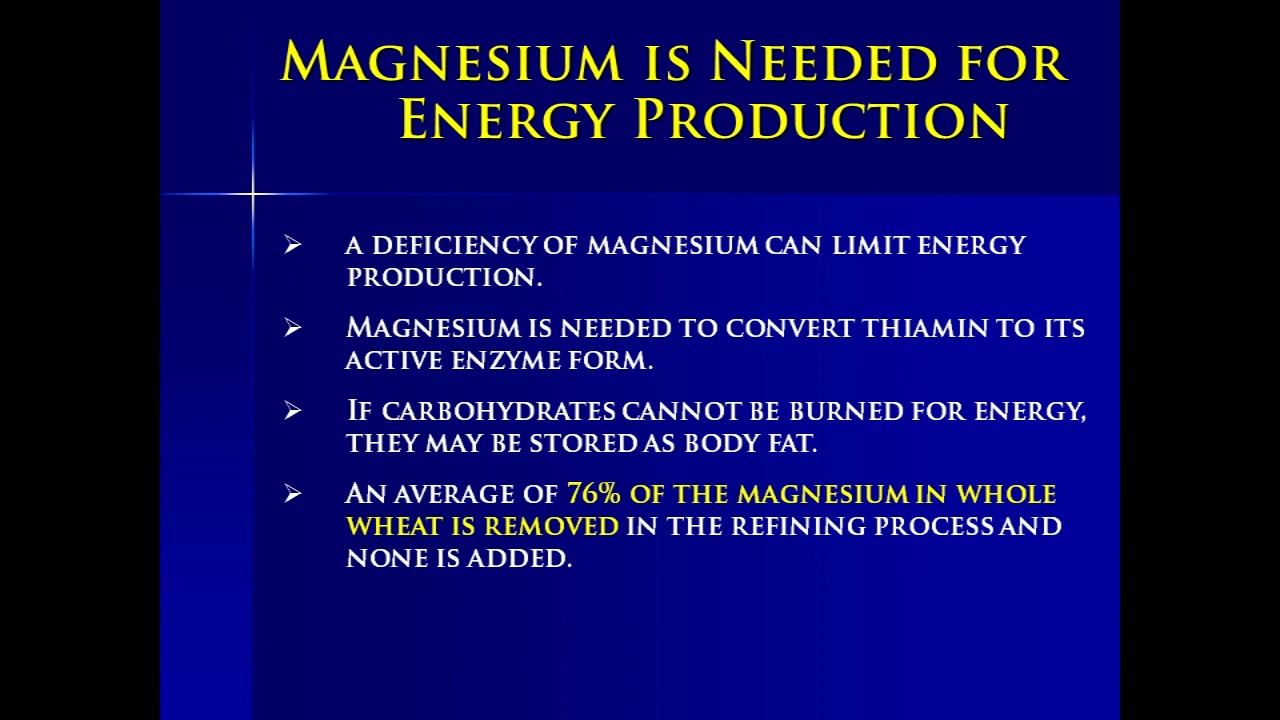 Magnesium is Needed for
Energy Production
➢ a deficiency of magnesium can limit energy
production.
➢ Magnesium is needed to convert thiamin to its
active enzyme form.
➢ If carbohydrates cannot be burned for energy,
they may be stored as body fat.
➢ An average of 76% of the magnesium in whole
wheat is removed in the refining process and
none is added.